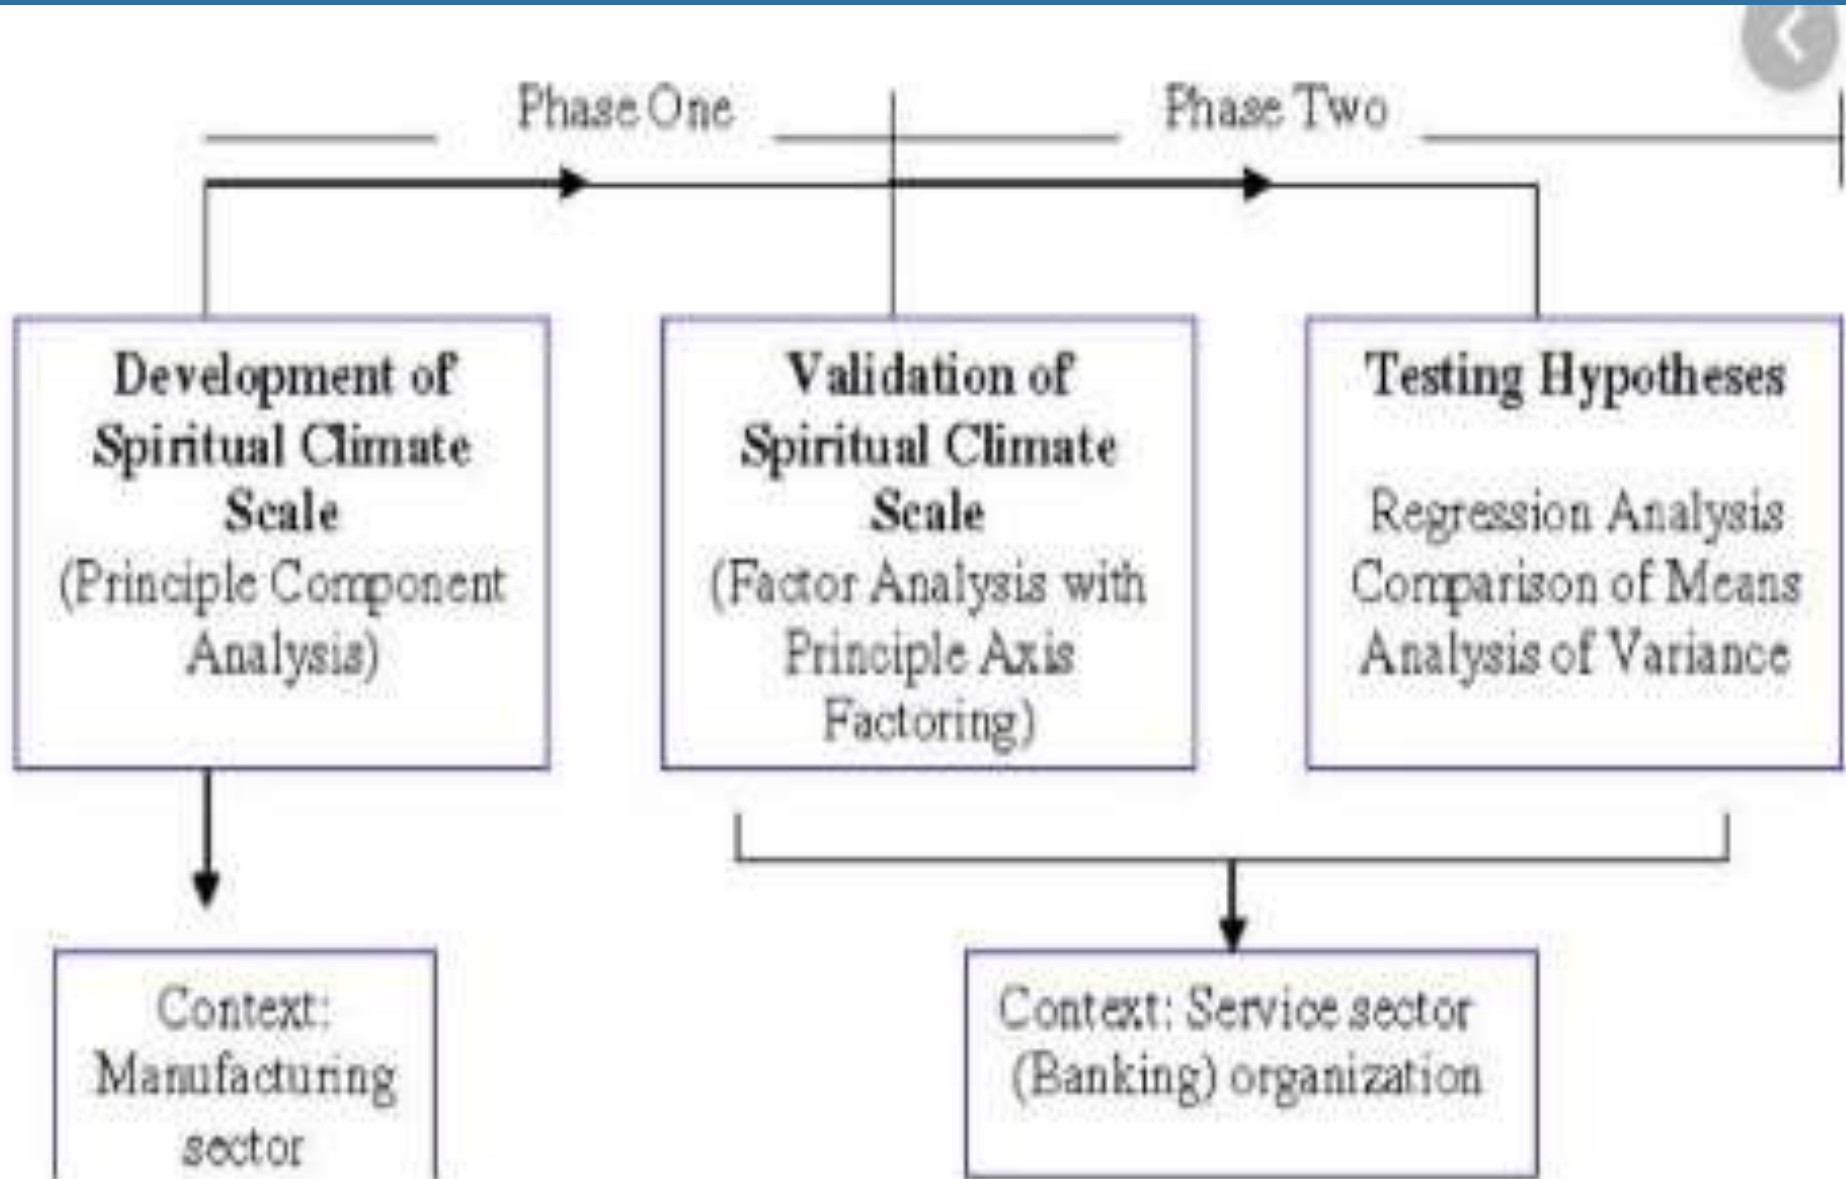 Phase One
Phase Two
Development of
Spiritual Climate
Scale
(Principle Component
Analysis)
Validation of
Spiritual Climate
Scale
(Factor Analysis with
Principle Axis
Factoring)
Testing Hypotheses
Regression Analysis
Comparison of Means
Analysis of Variance
Context:
Manufacturing
sector
Context: Service sector
(Banking) organization